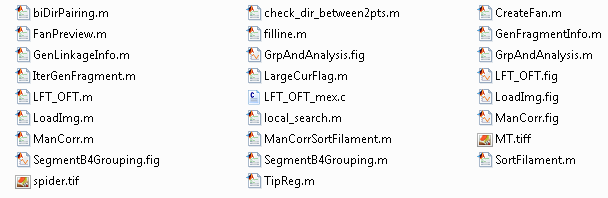 biDirPairing.m check_dir_between2pts.m CreateFan.m
FanPreview.m filline.m GenFragmentInfo.m
GenLinkageInfo.m GrpAndAnalysis.fig GrpAndAnalysis.m
IterGenFragment.m LargeCurFlag.m LFT_OFT.fig
LFT_OFT.m LFT_OFT_mex.c LoadImg.fig
LoadImg.m local_search.m ManCorr.fig
ManCorr.m ManCorrSortFilament.m MT.tiff
SegmentB4Grouping.fig SegmentB4Grouping.m SortFilament.m
spider.tif TipReg.m